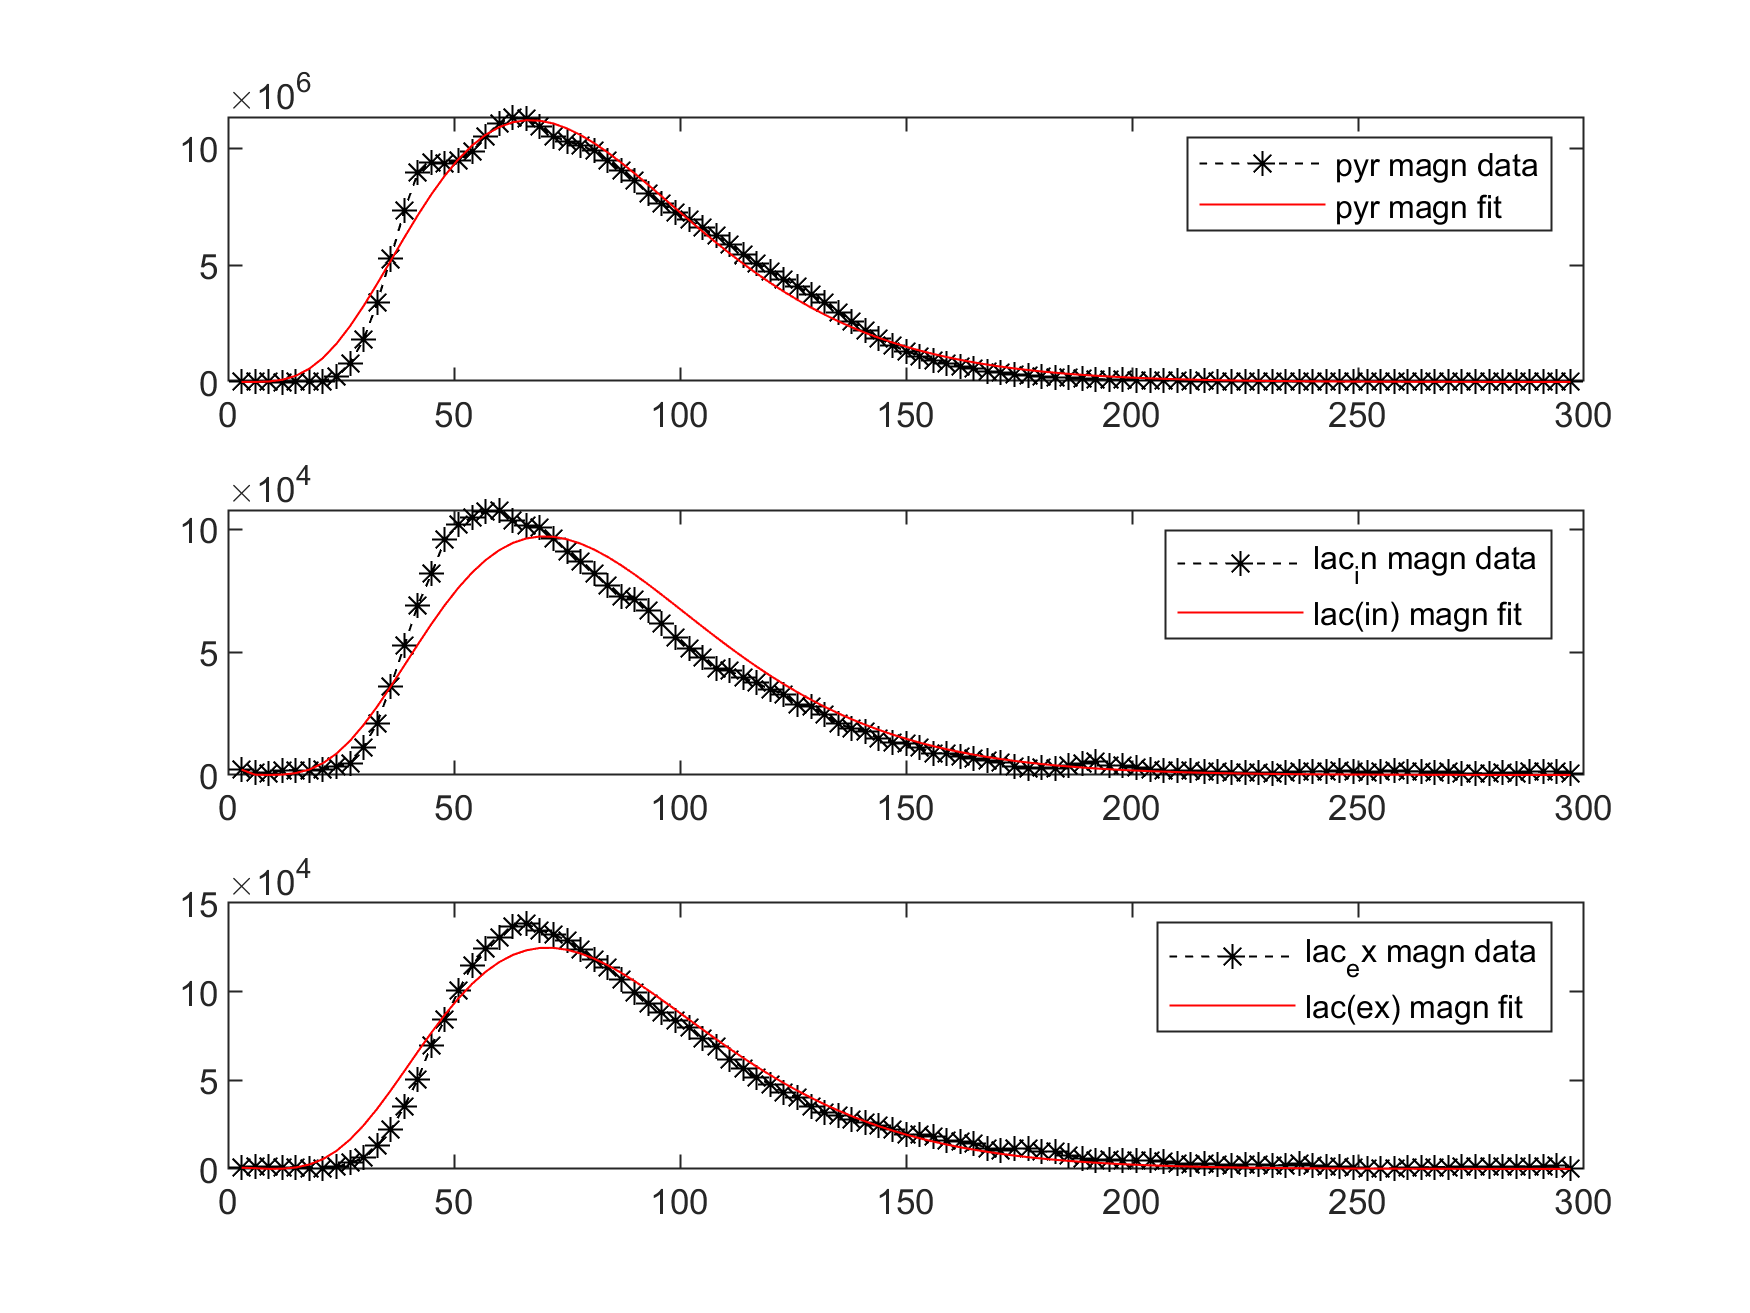 ×10^6
10
5
0
0 50 100 150 200 250 300
pyr magn data
pyr magn fit
×10^4
10
5
0
0 50 100 150 200 250 300
lac_in magn data
lac(in) magn fit
×10^4
15
10
5
0
0 50 100 150 200 250 300
lac_ex magn data
lac(ex) magn fit